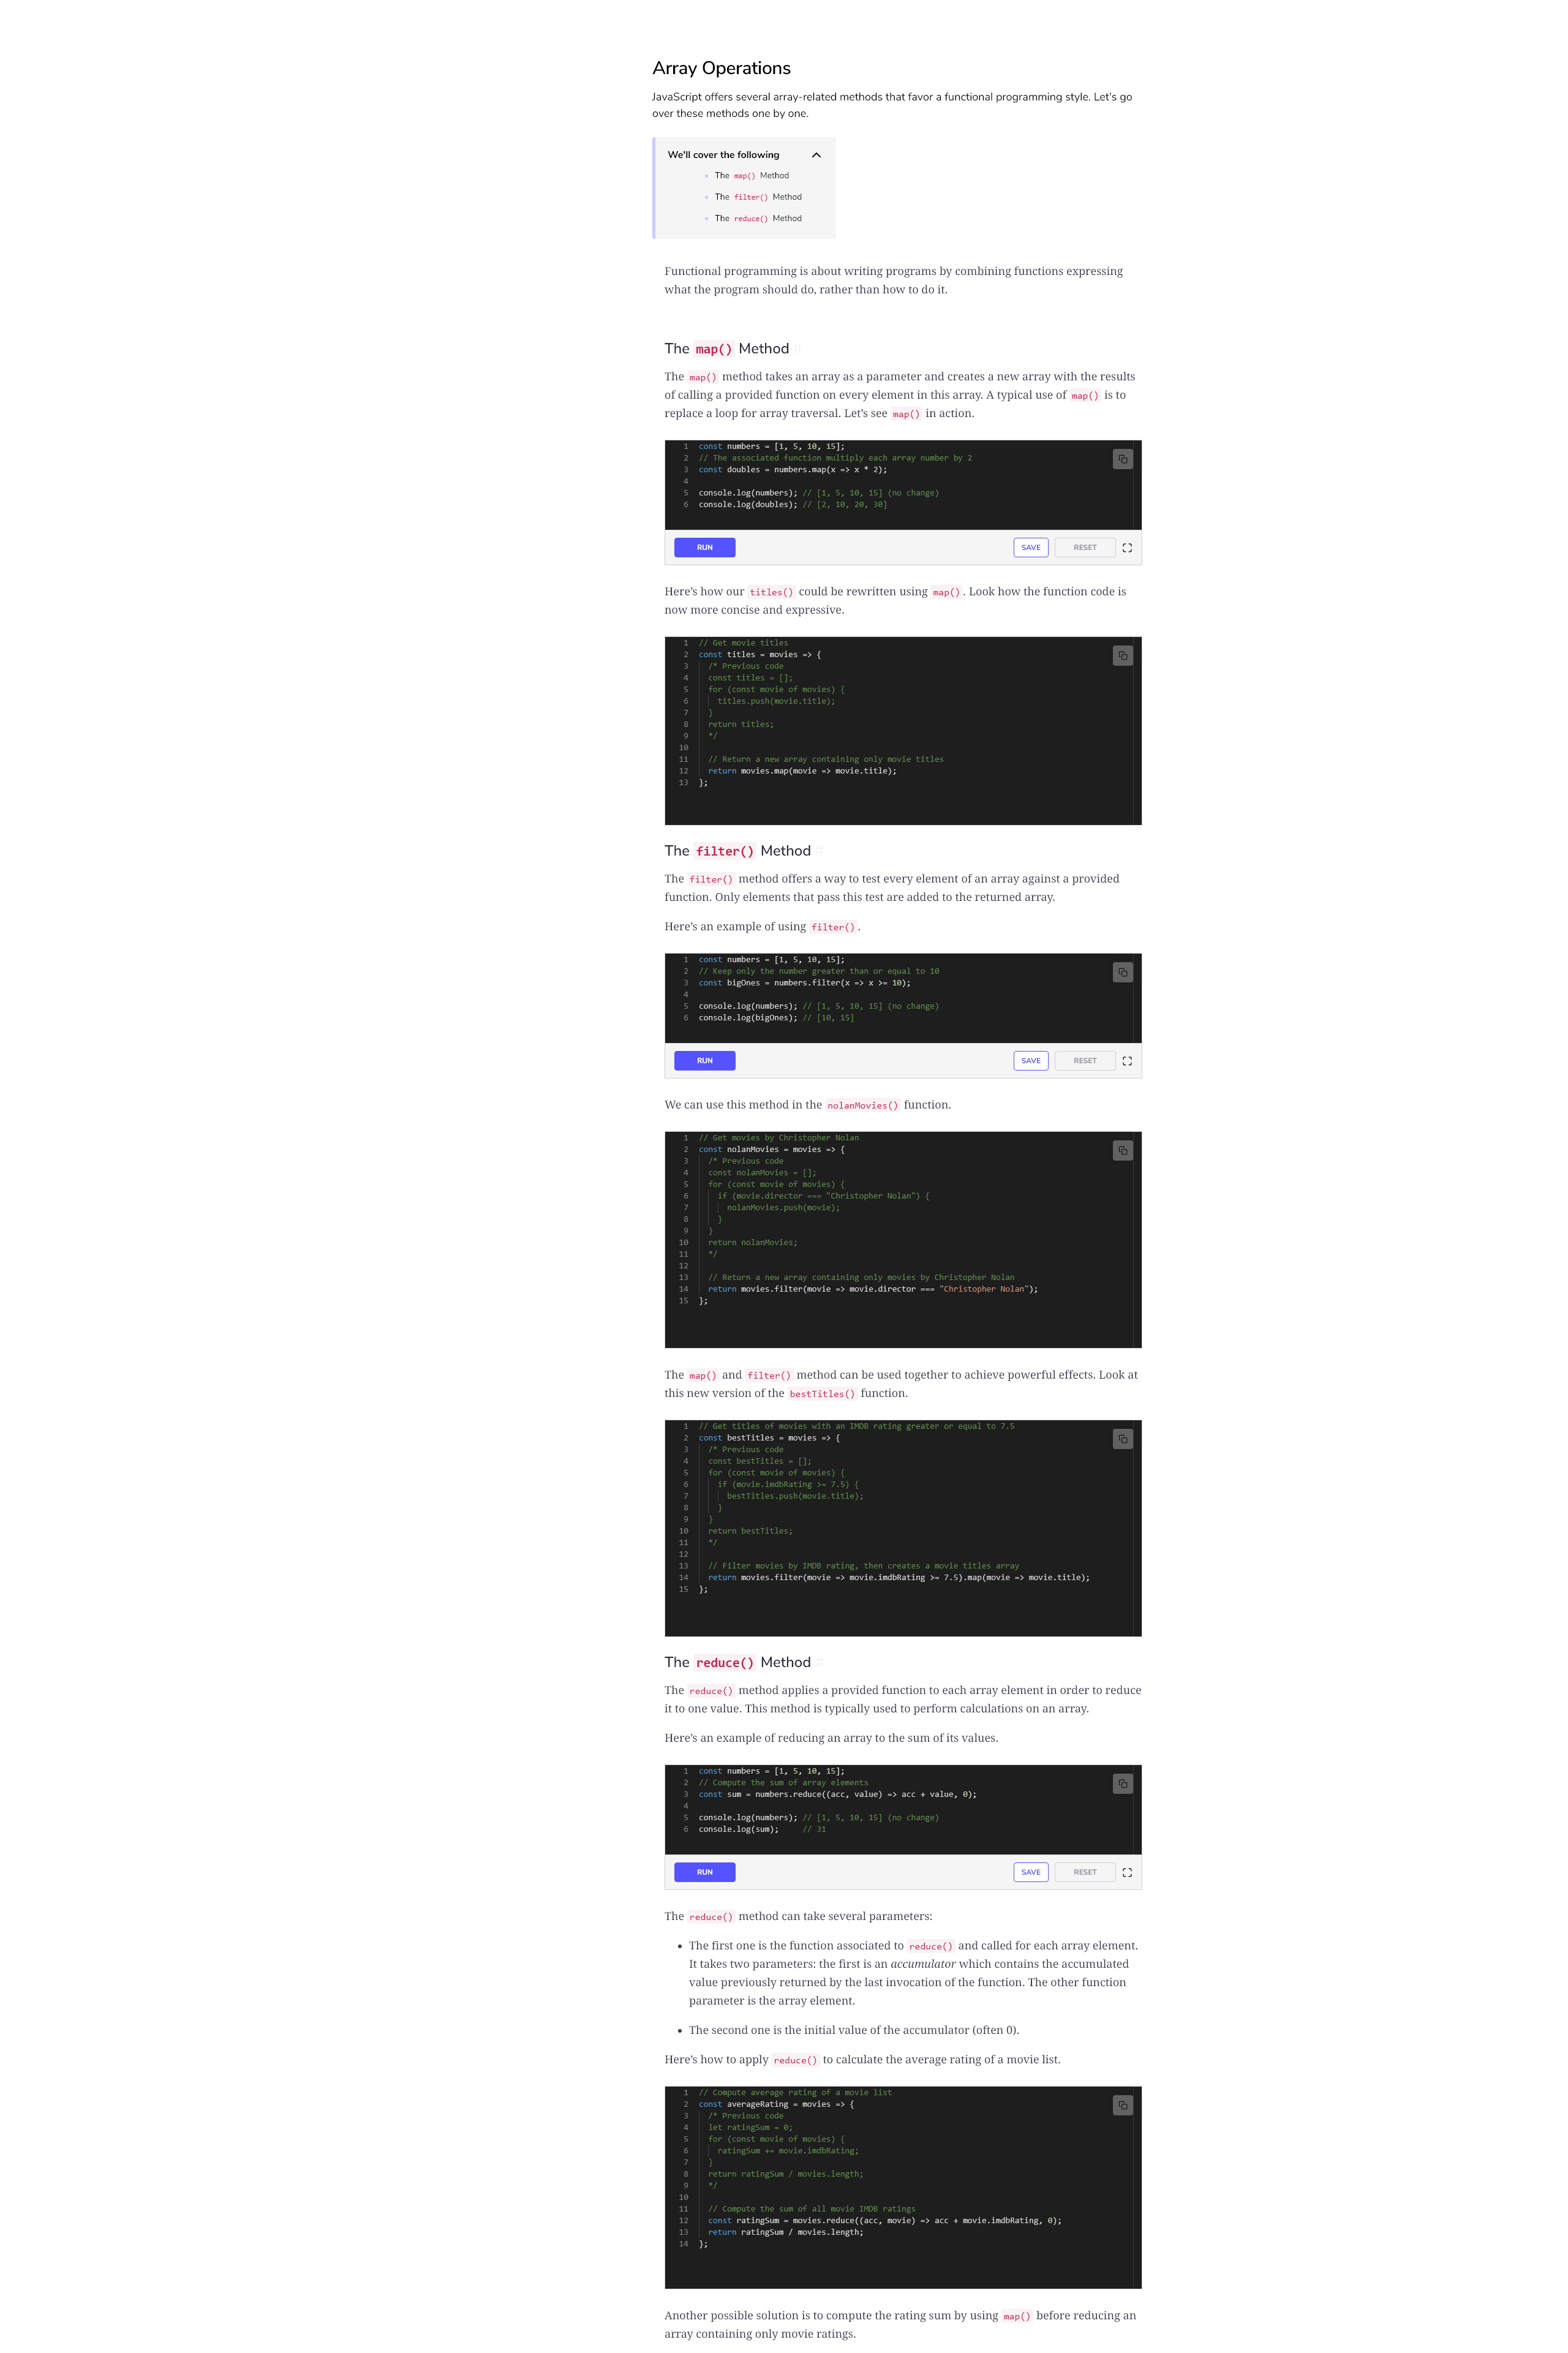 Array Operations
JavaScript offers several array-related methods that favor a functional programming style. Let's go
over these methods one by one.
We'll cover the following
The map() Method
The filter() Method
The reduce() Method
Functional programming is about writing programs by combining functions expressing
what the program should do, rather than how to do it.
The map() Method #
The map() method takes an array as a parameter and creates a new array with the results
of calling a provided function on every element in this array. A typical use of map() is to
replace a loop for array traversal. Let’s see map() in action.
1 const numbers = [1, 5, 10, 15];
2 // The associated function multiply each array number by 2
3 const doubles = numbers.map(x => x * 2);
4
5 console.log(numbers); // [1, 5, 10, 15] (no change)
6 console.log(doubles); // [2, 10, 20, 30]
RUN SAVE RESET
Here’s how our titles() could be rewritten using map(). Look how the function code is
now more concise and expressive.
1 // Get movie titles
2 const titles = movies => {
3 /* Previous code
4 const titles = [];
5 for (const movie of movies) {
6 titles.push(movie.title);
7 }
8 return titles;
9 */
10
11 // Return a new array containing only movie titles
12 return movies.map(movie => movie.title);
13 };
The filter() Method #
The filter() method offers a way to test every element of an array against a provided
function. Only elements that pass this test are added to the returned array.
Here’s an example of using filter().
1 const numbers = [1, 5, 10, 15];
2 // Keep only the number greater than or equal to 10
3 const bigOnes = numbers.filter(x => x >= 10);
4
5 console.log(numbers); // [1, 5, 10, 15] (no change)
6 console.log(bigOnes); // [10, 15]
RUN SAVE RESET
We can use this method in the nolanMovies() function.
1 // Get movies by Christopher Nolan
2 const nolanMovies = movies => {
3 /* Previous code
4 const nolanMovies = [];
5 for (const movie of movies) {
6 if (movie.director === "Christopher Nolan") {
7 nolanMovies.push(movie);
8 }
9 }
10 return nolanMovies;
11 */
12
13 // Return a new array containing only movies by Christopher Nolan
14 return movies.filter(movie => movie.director === "Christopher Nolan");
15 };
The map() and filter() method can be used together to achieve powerful effects. Look at
this new version of the bestTitles() function.
1 // Get titles of movies with an IMDB rating greater or equal to 7.5
2 const bestTitles = movies => {
3 /* Previous code
4 const bestTitles = [];
5 for (const movie of movies) {
6 if (movie.imdbRating >= 7.5) {
7 bestTitles.push(movie.title);
8 }
9 }
10 return bestTitles;
11 */
12
13 // Filter movies by IMDB rating, then creates a movie titles array
14 return movies.filter(movie => movie.imdbRating >= 7.5).map(movie => movie.title);
15 };
The reduce() Method #
The reduce() method applies a provided function to each array element in order to reduce
it to one value. This method is typically used to perform calculations on an array.
Here’s an example of reducing an array to the sum of its values.
1 const numbers = [1, 5, 10, 15];
2 // Compute the sum of array elements
3 const sum = numbers.reduce((acc, value) => acc + value, 0);
4
5 console.log(numbers); // [1, 5, 10, 15] (no change)
6 console.log(sum); // 31
RUN SAVE RESET
The reduce() method can take several parameters:
The first one is the function associated to reduce() and called for each array element.
It takes two parameters: the first is an accumulator which contains the accumulated
value previously returned by the last invocation of the function. The other function
parameter is the array element.
The second one is the initial value of the accumulator (often 0).
Here’s how to apply reduce() to calculate the average rating of a movie list.
1 // Compute average rating of a movie list
2 const averageRating = movies => {
3 /* Previous code
4 let ratingSum = 0;
5 for (const movie of movies) {
6 ratingSum += movie.imdbRating;
7 }
8 return ratingSum / movies.length;
9 */
10
11 // Compute the sum of all movie IMDB ratings
12 const ratingSum = movies.reduce((acc, movie) => acc + movie.imdbRating, 0);
13 return ratingSum / movies.length;
14 };
Another possible solution is to compute the rating sum by using map() before reducing an
array containing only movie ratings.